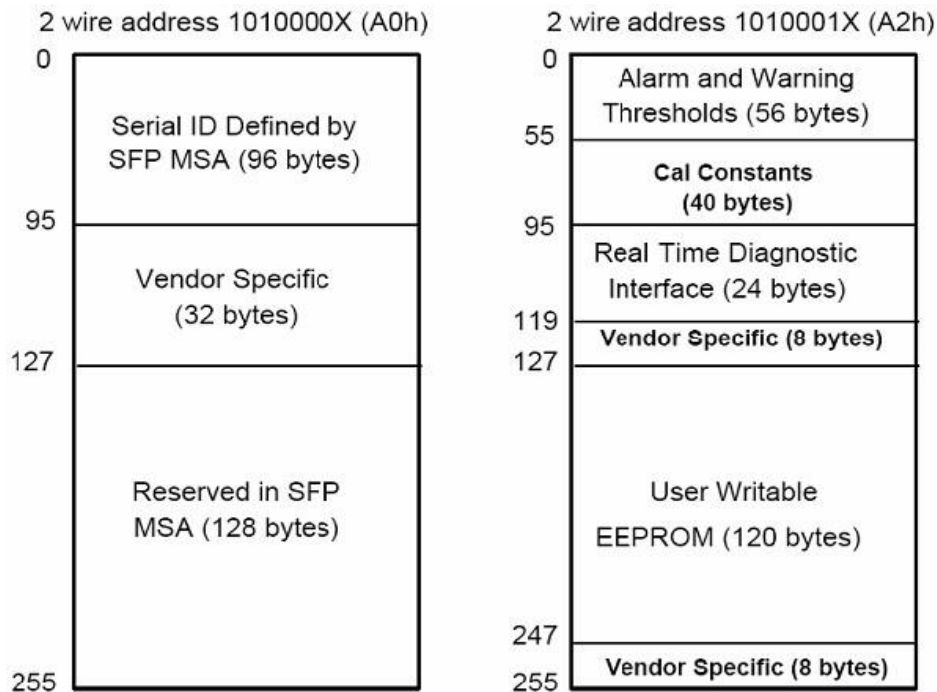 2 wire address 1010000X (A0h)
0
Serial ID Defined by
SFP MSA (96 bytes)
95
Vendor Specific
(32 bytes)
127
Reserved in SFP
MSA (128 bytes)
255
2 wire address 1010001X (A2h)
0
Alarm and Warning
Thresholds (56 bytes)
55
Cal Constants
(40 bytes)
95
Real Time Diagnostic
Interface (24 bytes)
119
Vendor Specific (8 bytes)
127
User Writable
EEPROM (120 bytes)
247
Vendor Specific (8 bytes)
255